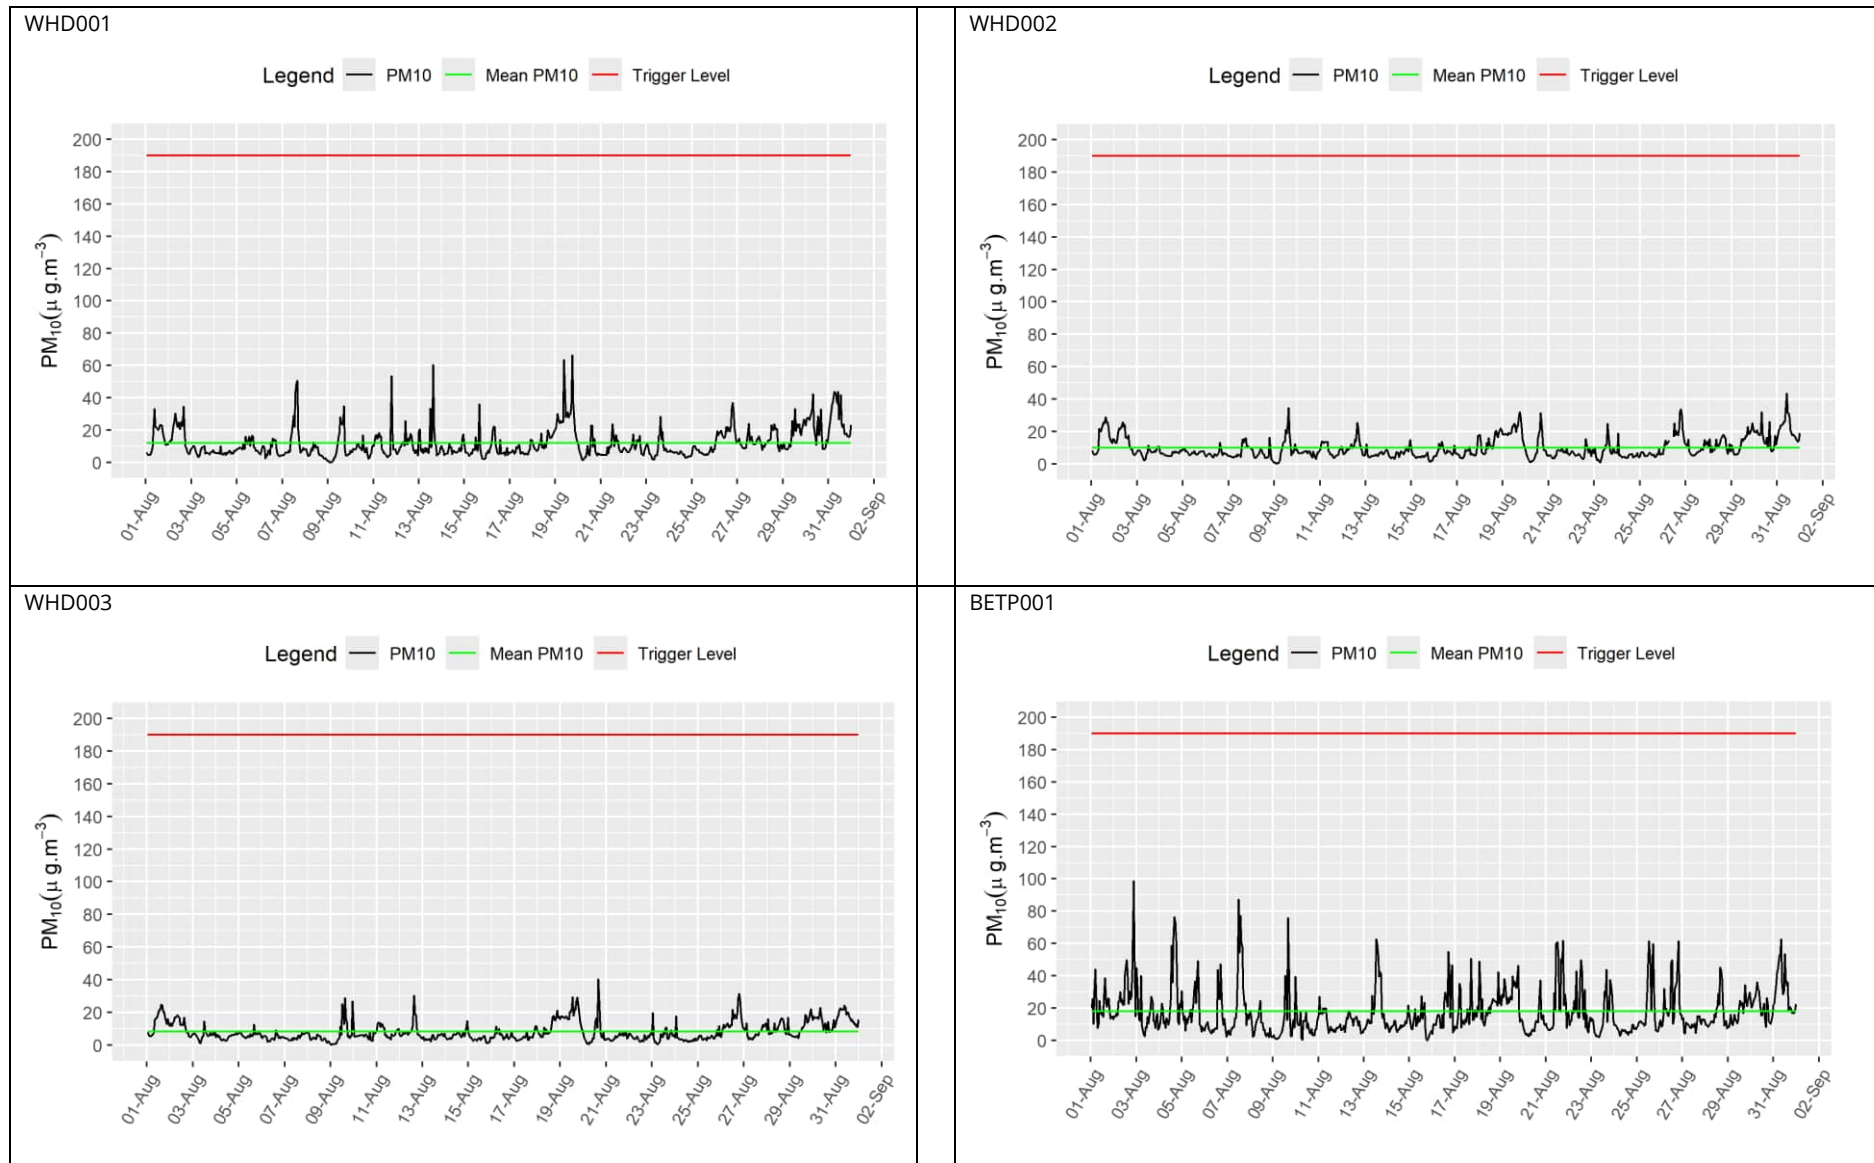 WHD001
Legend PM10 Mean PM10 Trigger Level
PM10(μ g.m−3)
200
180
160
140
120
100
80
60
40
20
0
01-Aug 03-Aug 05-Aug 07-Aug 09-Aug 11-Aug 13-Aug 15-Aug 17-Aug 19-Aug 21-Aug 23-Aug 25-Aug 27-Aug 29-Aug 31-Aug 02-Sep
WHD002
Legend PM10 Mean PM10 Trigger Level
PM10(μ g.m−3)
200
180
160
140
120
100
80
60
40
20
0
01-Aug 03-Aug 05-Aug 07-Aug 09-Aug 11-Aug 13-Aug 15-Aug 17-Aug 19-Aug 21-Aug 23-Aug 25-Aug 27-Aug 29-Aug 31-Aug 02-Sep
WHD003
Legend PM10 Mean PM10 Trigger Level
PM10(μ g.m−3)
200
180
160
140
120
100
80
60
40
20
0
01-Aug 03-Aug 05-Aug 07-Aug 09-Aug 11-Aug 13-Aug 15-Aug 17-Aug 19-Aug 21-Aug 23-Aug 25-Aug 27-Aug 29-Aug 31-Aug 02-Sep
BETP001
Legend PM10 Mean PM10 Trigger Level
PM10(μ g.m−3)
200
180
160
140
120
100
80
60
40
20
0
01-Aug 03-Aug 05-Aug 07-Aug 09-Aug 11-Aug 13-Aug 15-Aug 17-Aug 19-Aug 21-Aug 23-Aug 25-Aug 27-Aug 29-Aug 31-Aug 02-Sep